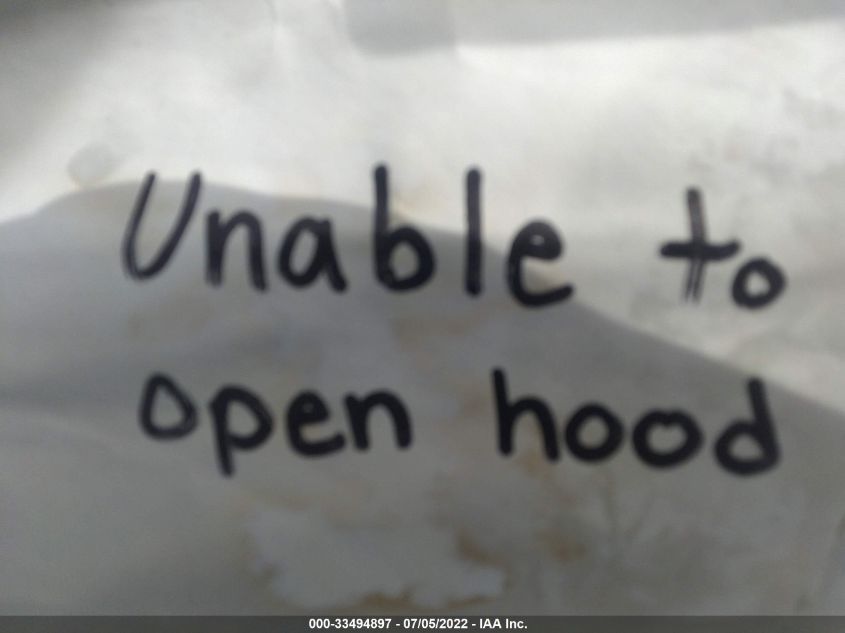 Unable to
open hood
000-33494897 - 07/05/2022 - IAA Inc.